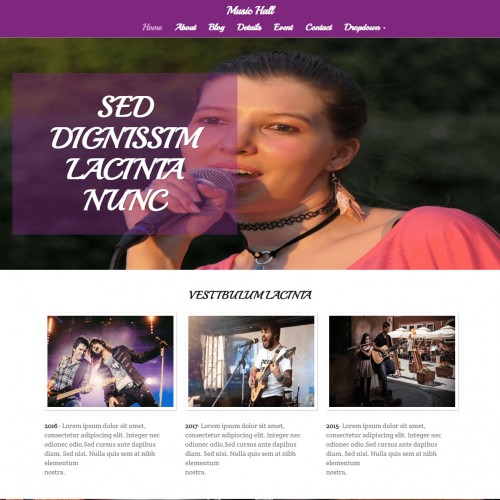 Music Hall
Home About Blog Details Event Contact Dropdown
SED
DIGNISSIM
LACINIA
NUNC
VESTIBULUM LACINIA
2016 - Lorem ipsum dolor sit amet,
consectetur adipiscing elit. Integer nec
odionec odio.Sed cursus ante dapibus
diam. Sed nisi. Nulla quis sem at nibh
elementum
nostra.
2017- Lorem ipsum dolor sit amet,
consectetur adipiscing elit. Integer nec
odionec odio.Sed cursus ante dapibus
diam. Sed nisi. Nulla quis sem at nibh
elementum
nostra.
2015- Lorem ipsum dolor sit amet,
consectetur adipiscing elit. Integer nec
odionec odio.Sed cursus ante dapibus
diam. Sed nisi. Nulla quis sem at nibh
elementum
nostra.